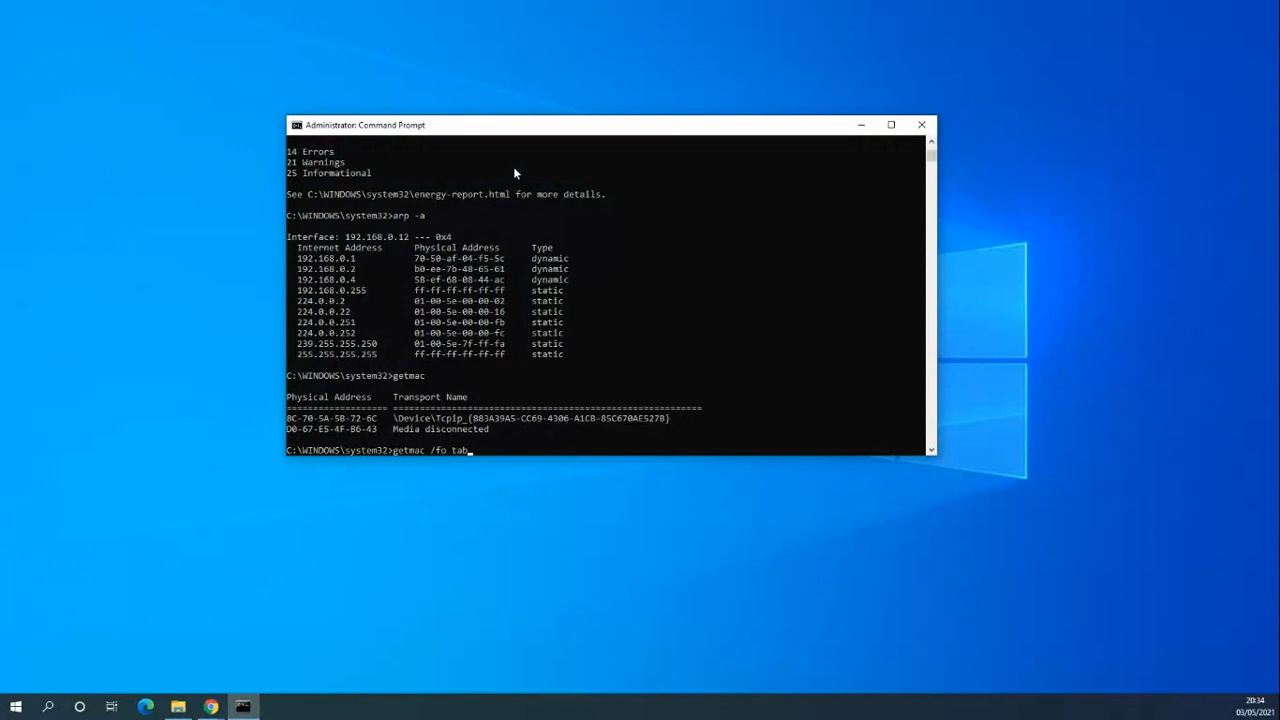 Administrator: Command Prompt
14 Errors
21 Warnings
25 Informational
See C:\WINDOWS\system32\energy-report.html for more details.
C:\WINDOWS\system32>arp -a
Interface: 192.168.0.12 --- 0x4
Internet Address Physical Address Type
192.168.0.1 70-50-af-04-f5-5c dynamic
192.168.0.2 b0-ee-7b-48-65-61 dynamic
192.168.0.4 58-ef-68-08-44-ac dynamic
192.168.0.255 ff-ff-ff-ff-ff-ff static
224.0.0.2 01-00-5e-00-00-02 static
224.0.0.22 01-00-5e-00-00-16 static
224.0.0.251 01-00-5e-00-00-fb static
224.0.0.252 01-00-5e-00-00-fc static
239.255.255.250 01-00-5e-7f-ff-fa static
255.255.255.255 ff-ff-ff-ff-ff-ff static
C:\WINDOWS\system32>getmac
Physical Address Transport Name
=================== ==========================================================
8C-70-5A-5B-72-6C \Device\Tcpip_{883A39A5-CC69-4306-A1CB-85C670AE527B}
D0-67-E5-4F-B6-43 Media disconnected
C:\WINDOWS\system32>getmac /fo tab_
20:34
03/05/2021